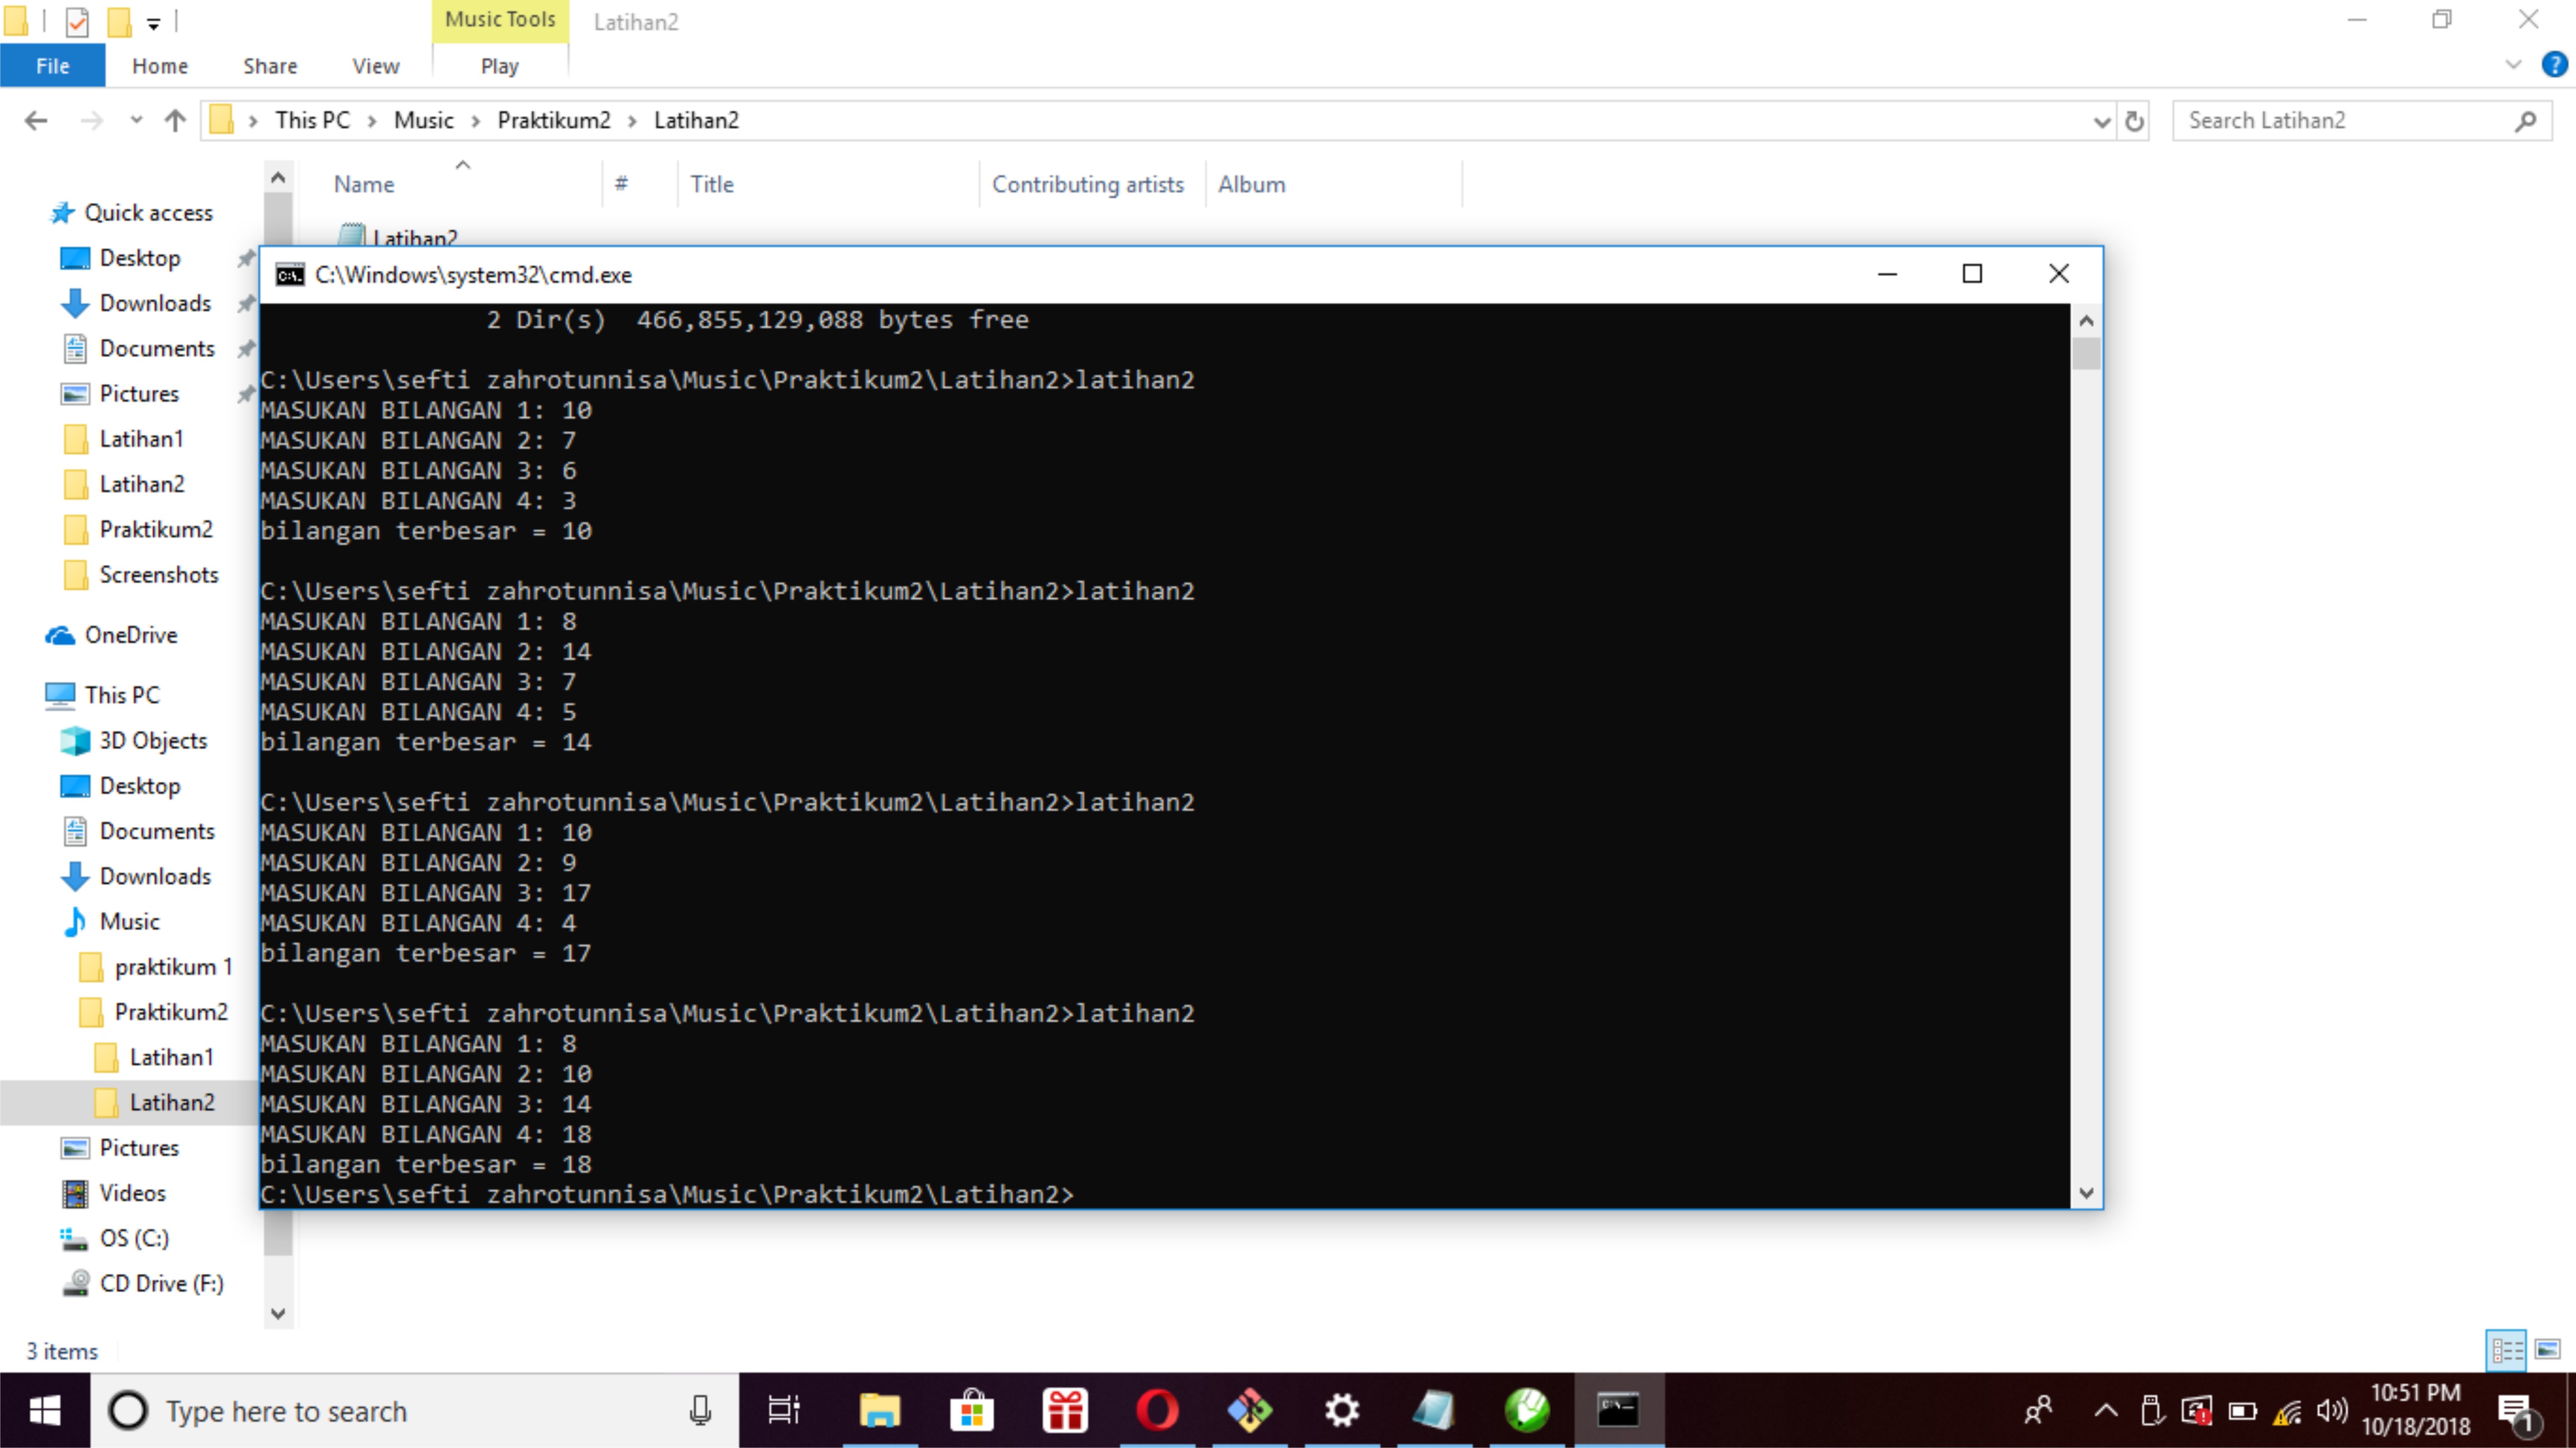 Music Tools
Latihan2
File Home Share View Play
This PC Music Praktikum2 Latihan2
Search Latihan2
Name # Title Contributing artists Album
Latihan2
Quick access
Desktop
Downloads
Documents
Pictures
Latihan1
Latihan2
Praktikum2
Screenshots
OneDrive
This PC
3D Objects
Desktop
Documents
Downloads
Music
praktikum 1
Praktikum2
Latihan1
Latihan2
Pictures
Videos
OS (C:)
CD Drive (F:)
3 items
C:\Windows\system32\cmd.exe
2 Dir(s) 466,855,129,088 bytes free
C:\Users\sefti zahrotunnisa\Music\Praktikum2\Latihan2>latihan2
MASUKAN BILANGAN 1: 10
MASUKAN BILANGAN 2: 7
MASUKAN BILANGAN 3: 6
MASUKAN BILANGAN 4: 3
bilangan terbesar = 10
C:\Users\sefti zahrotunnisa\Music\Praktikum2\Latihan2>latihan2
MASUKAN BILANGAN 1: 8
MASUKAN BILANGAN 2: 14
MASUKAN BILANGAN 3: 7
MASUKAN BILANGAN 4: 5
bilangan terbesar = 14
C:\Users\sefti zahrotunnisa\Music\Praktikum2\Latihan2>latihan2
MASUKAN BILANGAN 1: 10
MASUKAN BILANGAN 2: 9
MASUKAN BILANGAN 3: 17
MASUKAN BILANGAN 4: 4
bilangan terbesar = 17
C:\Users\sefti zahrotunnisa\Music\Praktikum2\Latihan2>latihan2
MASUKAN BILANGAN 1: 8
MASUKAN BILANGAN 2: 10
MASUKAN BILANGAN 3: 14
MASUKAN BILANGAN 4: 18
bilangan terbesar = 18
C:\Users\sefti zahrotunnisa\Music\Praktikum2\Latihan2>
Type here to search
10:51 PM
10/18/2018
1